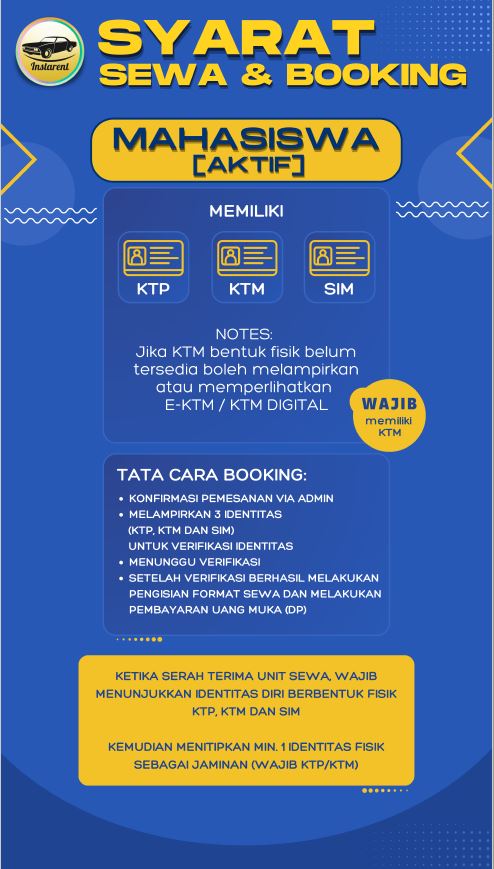 Instarent
SYARAT
SEWA & BOOKING
MAHASISWA
[AKTIF]
MEMILIKI
KTP
KTM
SIM
NOTES:
Jika KTM bentuk fisik belum
tersedia boleh melampirkan
atau memperlihatkan
E-KTM / KTM DIGITAL
WAJIB
memiliki
KTM
TATA CARA BOOKING:
• KONFIRMASI PEMESANAN VIA ADMIN
• MELAMPIRKAN 3 IDENTITAS
(KTP, KTM DAN SIM)
UNTUK VERIFIKASI IDENTITAS
• MENUNGGU VERIFIKASI
• SETELAH VERIFIKASI BERHASIL MELAKUKAN
PENGISIAN FORMAT SEWA DAN MELAKUKAN
PEMBAYARAN UANG MUKA (DP)
KETIKA SERAH TERIMA UNIT SEWA, WAJIB
MENUNJUKKAN IDENTITAS DIRI BERBENTUK FISIK
KTP, KTM DAN SIM
KEMUDIAN MENITIPKAN MIN. 1 IDENTITAS FISIK
SEBAGAI JAMINAN (WAJIB KTP/KTM)